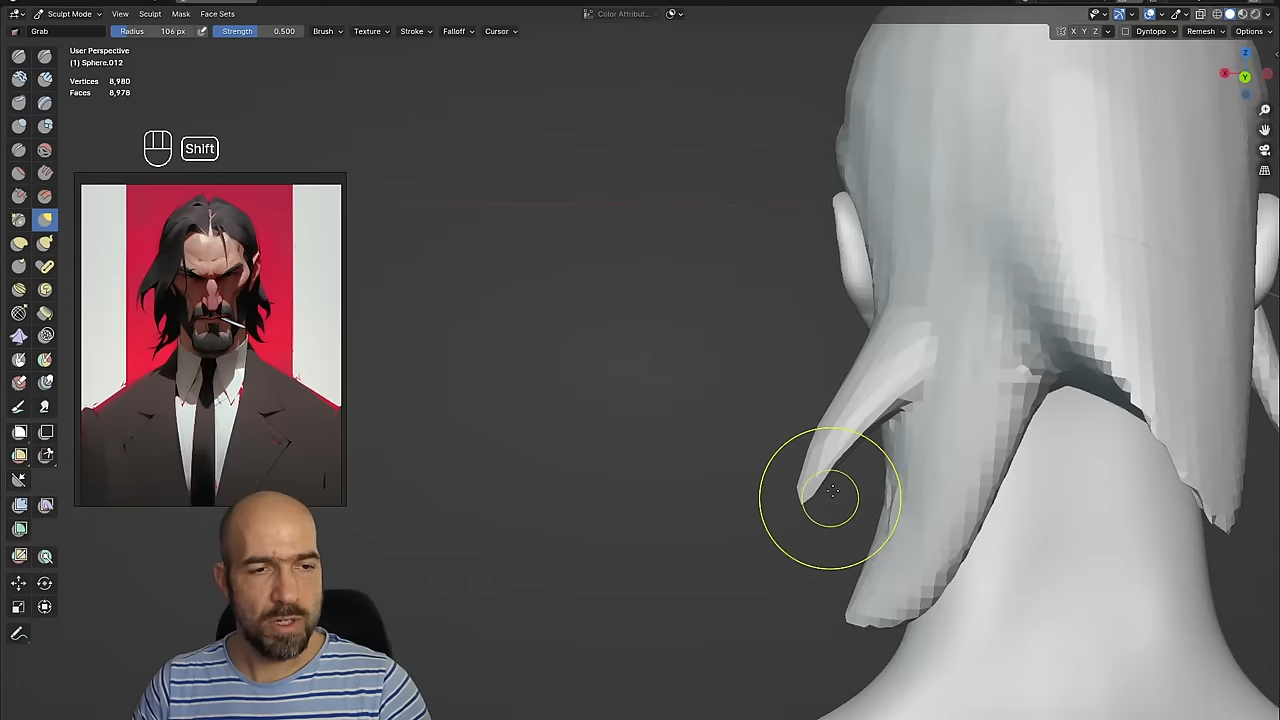 Sculpt Mode View Sculpt Mask Face Sets Color Attribut...
Grab Radius 106 px Strength 0.500 Brush Texture Stroke Falloff Cursor X Y Z Dyntopo Remesh Options
User Perspective
(1) Sphere.012
Vertices 8,980
Faces 8,978
Shift
Z
X
Y